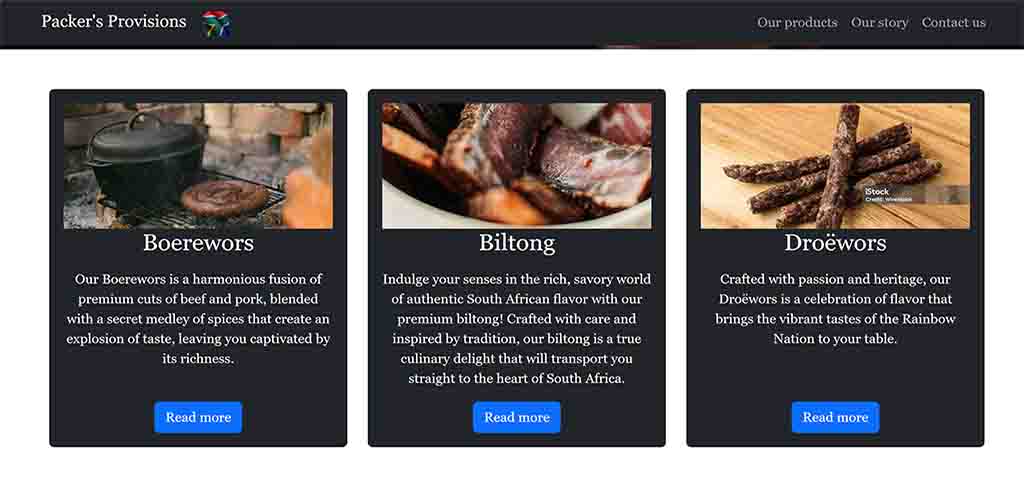 Packer's Provisions
Our products Our story Contact us
iStock
Boerewors
Our Boerewors is a harmonious fusion of
premium cuts of beef and pork, blended
with a secret medley of spices that create an
explosion of taste, leaving you captivated by
its richness.
Read more
Biltong
Indulge your senses in the rich, savory world
of authentic South African flavor with our
premium biltong! Crafted with care and
inspired by tradition, our biltong is a true
culinary delight that will transport you
straight to the heart of South Africa.
Read more
Droëwors
Crafted with passion and heritage, our
Droëwors is a celebration of flavor that
brings the vibrant tastes of the Rainbow
Nation to your table.
Read more